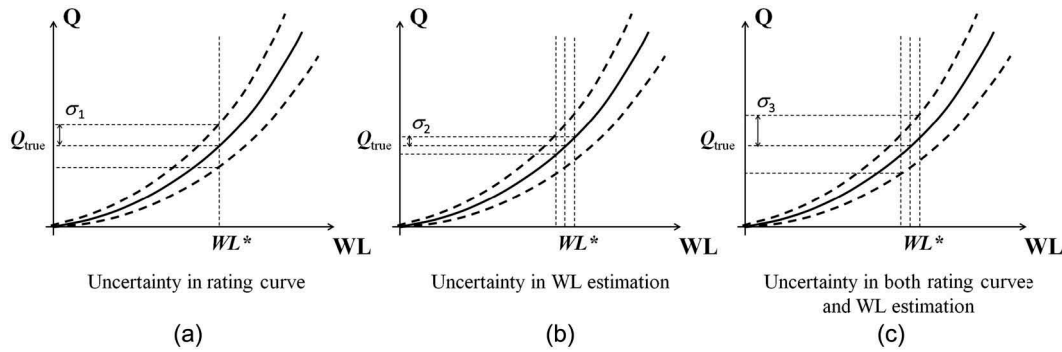 Q
σ1
Qtrue
WL*
WL
Uncertainty in rating curve
(a)
Q
σ2
Qtrue
WL*
WL
Uncertainty in WL estimation
(b)
Q
σ3
Qtrue
WL*
WL
Uncertainty in both rating curves
and WL estimation
(c)